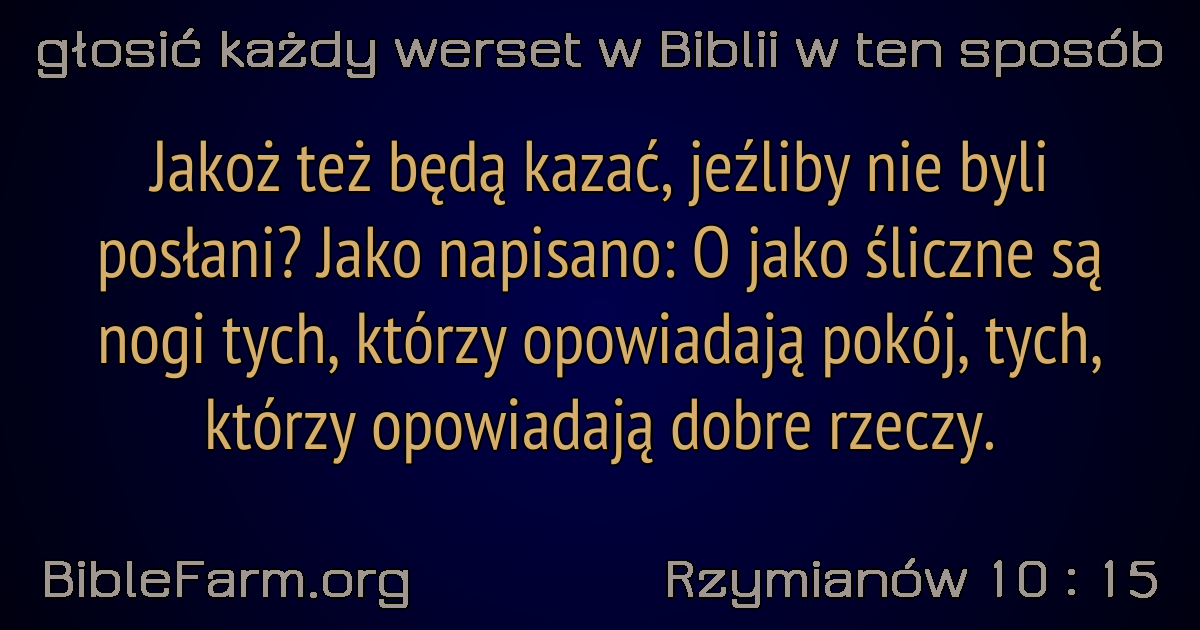 głosić każdy werset w Biblii w ten sposób
Jakoż też będą kazać, jeźliby nie byli
posłani? Jako napisano: O jako śliczne są
nogi tych, którzy opowiadają pokój, tych,
którzy opowiadają dobre rzeczy.
BibleFarm.org
Rzymianów 10 : 15